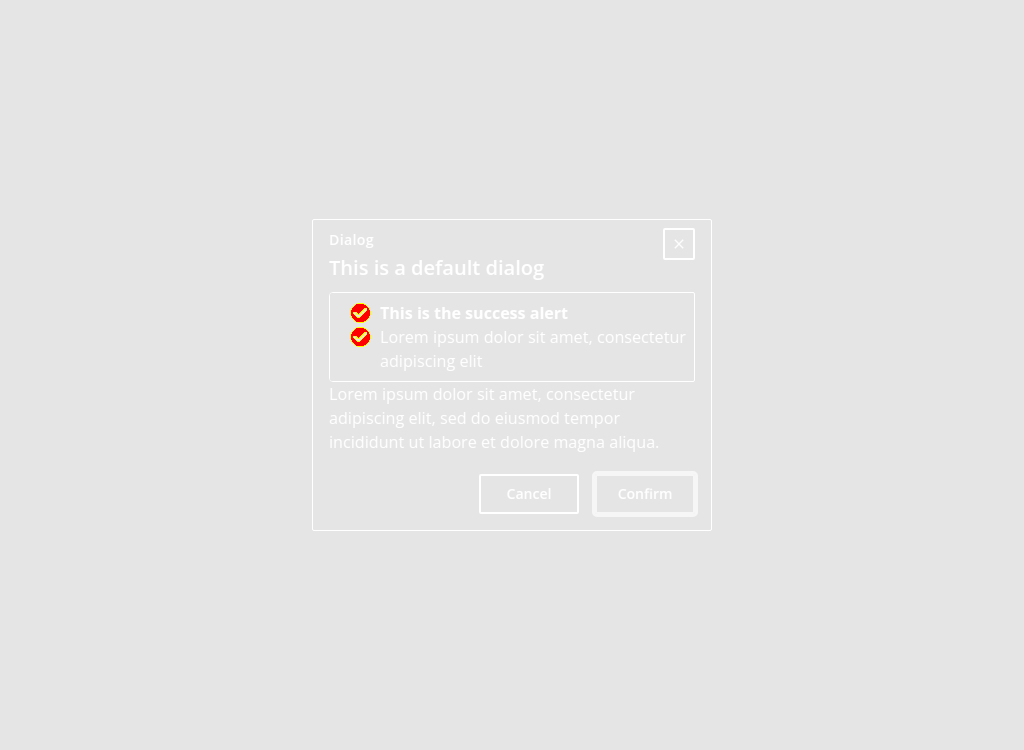 Dialog
This is a default dialog
This is the success alert
Lorem ipsum dolor sit amet, consectetur
adipiscing elit
Lorem ipsum dolor sit amet, consectetur
adipiscing elit, sed do eiusmod tempor
incididunt ut labore et dolore magna aliqua.
Cancel
Confirm